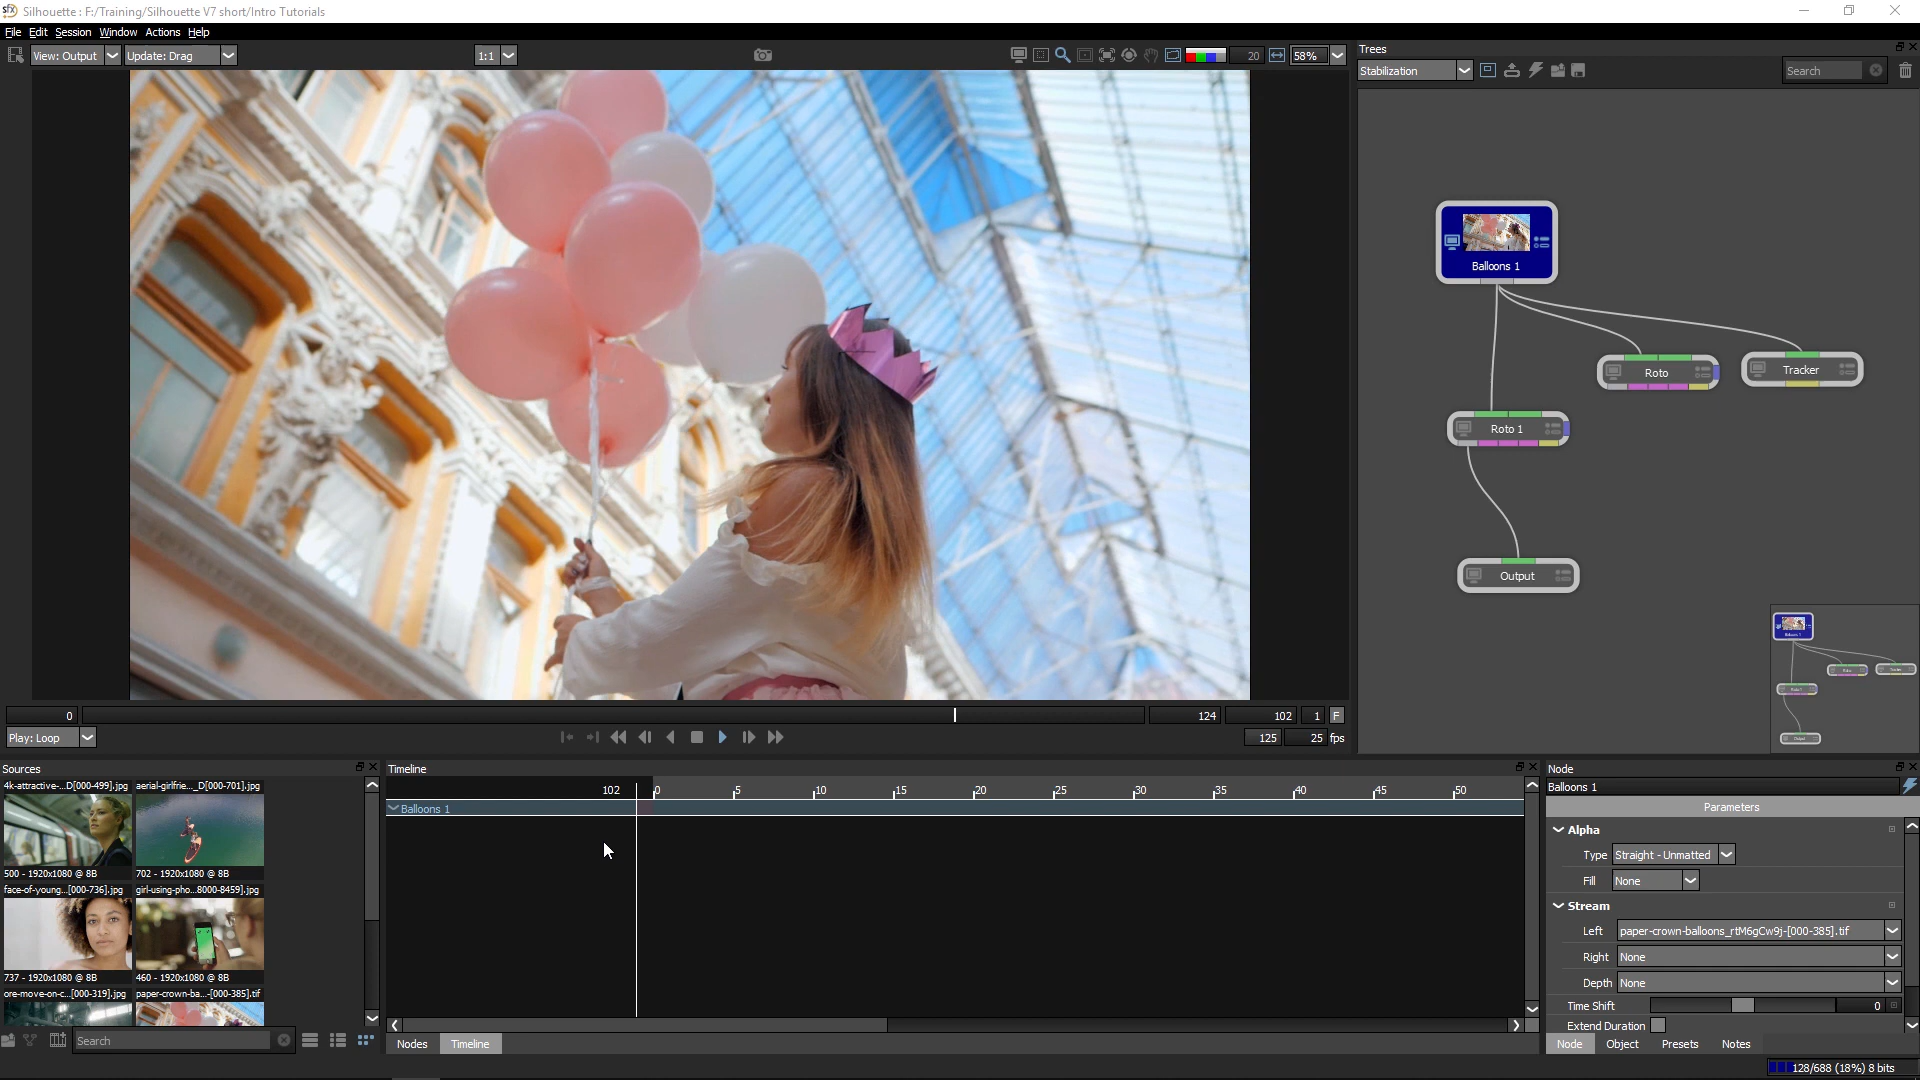 Silhouette : F:/Training/Silhouette V7 short/Intro Tutorials
File Edit Session Window Actions Help
View: Output Update: Drag 1:1 20 58%
Trees
Stabilization Search
Balloons 1
Roto
Tracker
Roto 1
Output
0 124 102 1 F
Play: Loop 125 25 fps
Sources
4k-attractive-...D[000-499].jpg aerial-girlfrie..._D[000-701].jpg
500 - 1920x1080 @ 8B 702 - 1920x1080 @ 8B
face-of-young...[000-736].jpg girl-using-pho...8000-8459].jpg
737 - 1920x1080 @ 8B 460 - 1920x1080 @ 8B
ore-move-on-c...[000-319].jpg paper-crown-ba...-[000-385].tif
Search
Timeline
102 0 5 10 15 20 25 30 35 40 45 50
Balloons 1
Nodes Timeline
Node
Balloons 1
Parameters
Alpha
Type Straight - Unmatted
Fill None
Stream
Left paper-crown-balloons_rtM6gCw9j-[000-385].tif
Right None
Depth None
Time Shift 0
Extend Duration
Node Object Presets Notes
128/688 (18%) 8 bits